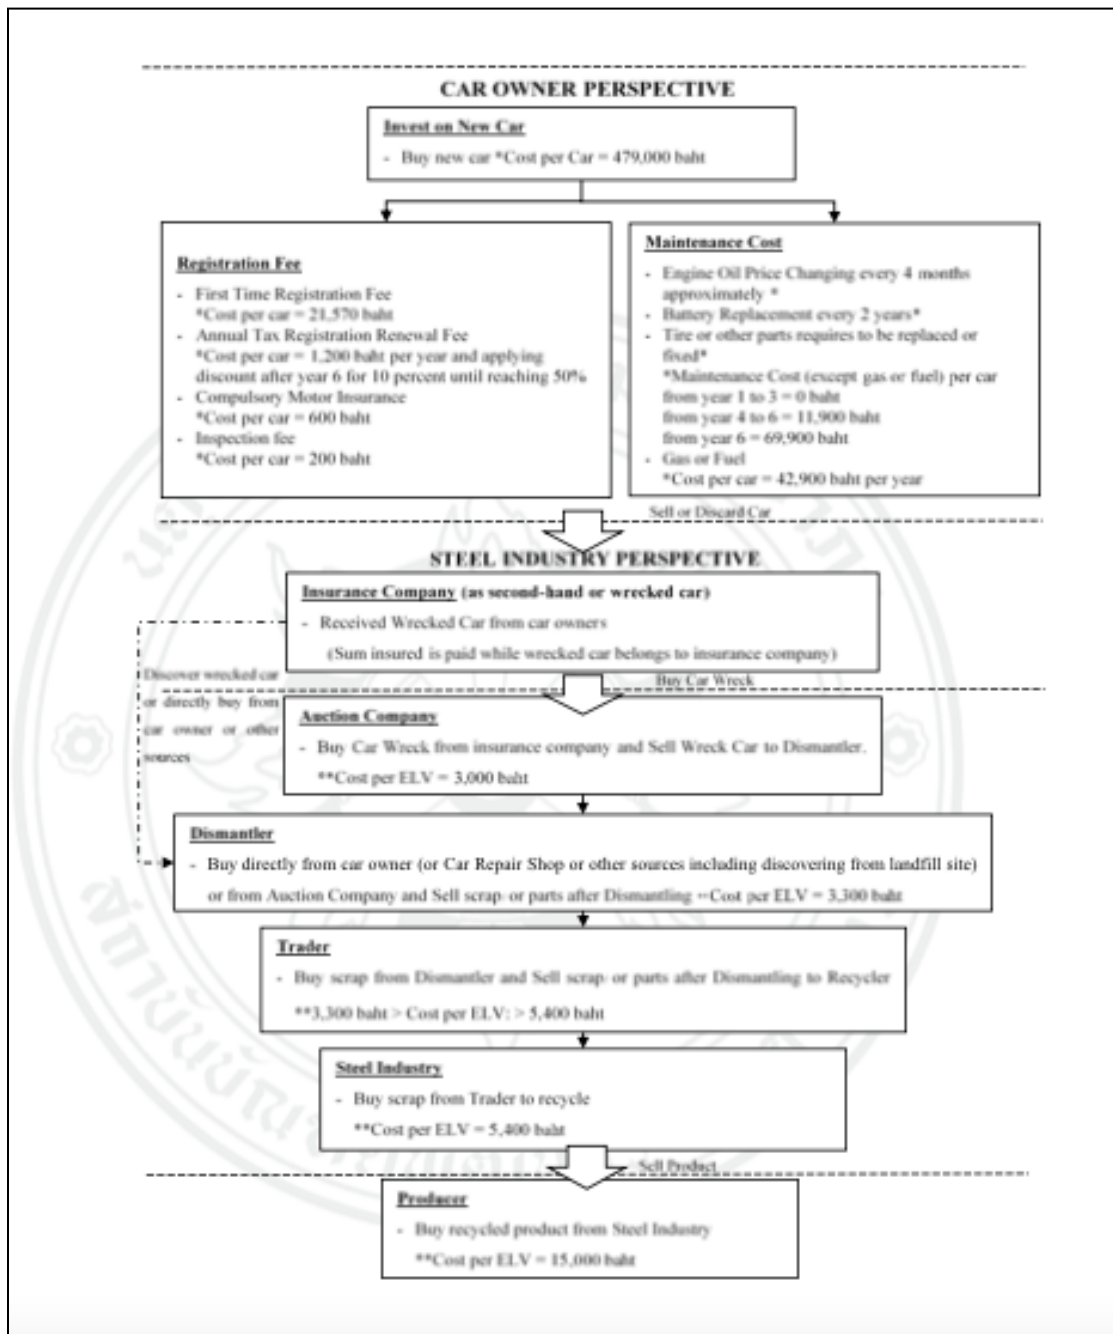 CAR OWNER PERSPECTIVE
Invest on New Car
- Buy new car *Cost per Car = 479,000 baht
Registration Fee
- First Time Registration Fee
*Cost per car = 21,570 baht
- Annual Tax Registration Renewal Fee
*Cost per car = 1,200 baht per year and applying
discount after year 6 for 10 percent until reaching 50%
- Compulsory Motor Insurance
*Cost per car = 600 baht
- Inspection fee
*Cost per car = 200 baht
Maintenance Cost
- Engine Oil Price Changing every 4 months
approximately *
- Battery Replacement every 2 years*
- Tire or other parts requires to be replaced or
fixed*
*Maintenance Cost (except gas or fuel) per car
from year 1 to 3 = 0 baht
from year 4 to 6 = 11,900 baht
from year 6 = 69,900 baht
- Gas or Fuel
*Cost per car = 42,900 baht per year
Sell or Discard Car
STEEL INDUSTRY PERSPECTIVE
Insurance Company (as second-hand or wrecked car)
- Received Wrecked Car from car owners
(Sum insured is paid while wrecked car belongs to insurance company)
Discover wrecked car
or directly buy from
car owner or other
sources
Buy Car Wreck
Auction Company
- Buy Car Wreck from insurance company and Sell Wreck Car to Dismantler.
**Cost per ELV = 3,000 baht
Dismantler
- Buy directly from car owner (or Car Repair Shop or other sources including discovering from landfill site)
or from Auction Company and Sell scrap or parts after Dismantling **Cost per ELV = 3,300 baht
Trader
- Buy scrap from Dismantler and Sell scrap or parts after Dismantling to Recycler
**3,300 baht > Cost per ELV: > 5,400 baht
Steel Industry
- Buy scrap from Trader to recycle
**Cost per ELV = 5,400 baht
Sell Product
Producer
- Buy recycled product from Steel Industry
**Cost per ELV = 15,000 baht